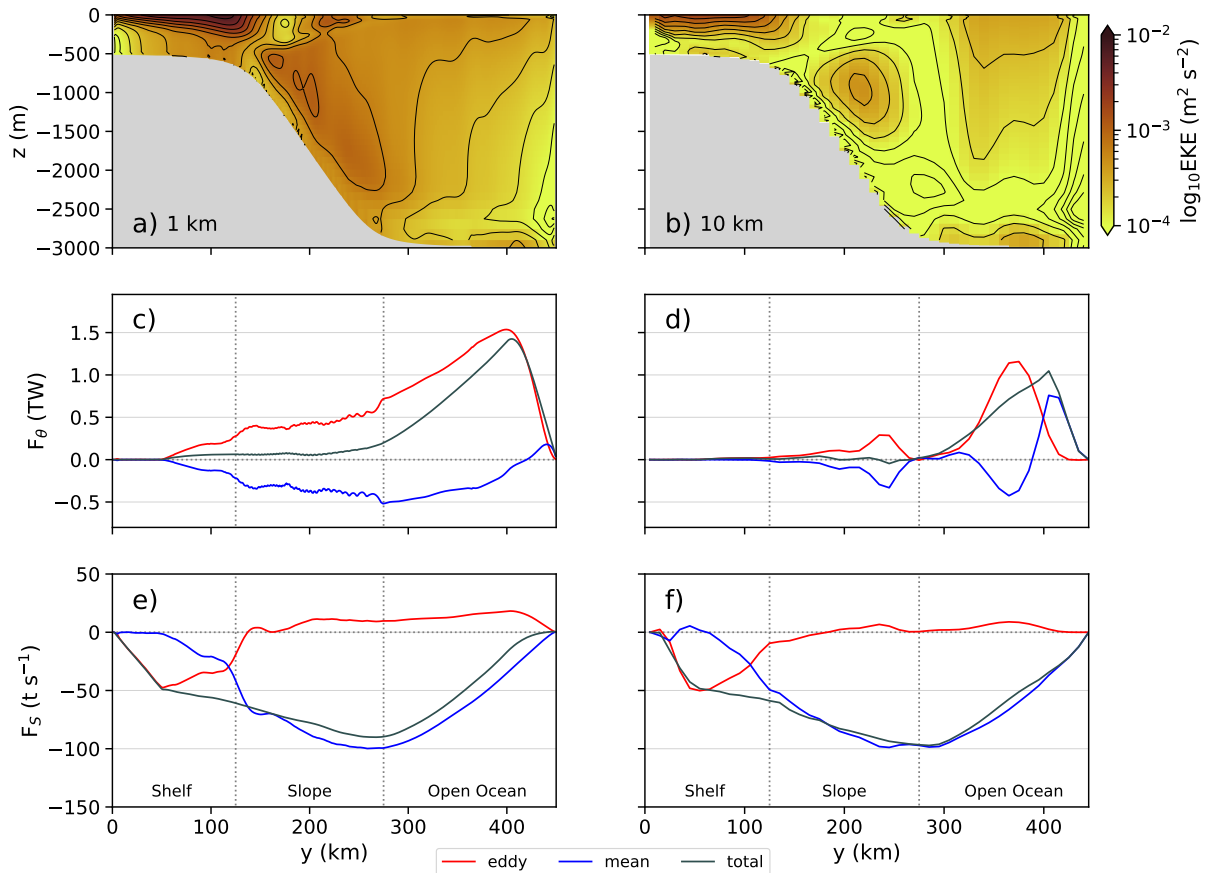 0
−500
−1000
−1500
−2000
−2500
−3000
z (m)
a) 1 km
b) 10 km
10⁻²
10⁻³
10⁻⁴
log₁₀EKE (m² s⁻²)
c)
d)
1.5
1.0
0.5
0.0
−0.5
F_θ (TW)
e)
f)
50
0
−50
−100
−150
F_S (t s⁻¹)
Shelf Slope Open Ocean
Shelf Slope Open Ocean
0 100 200 300 400
0 100 200 300 400
y (km)
y (km)
eddy mean total